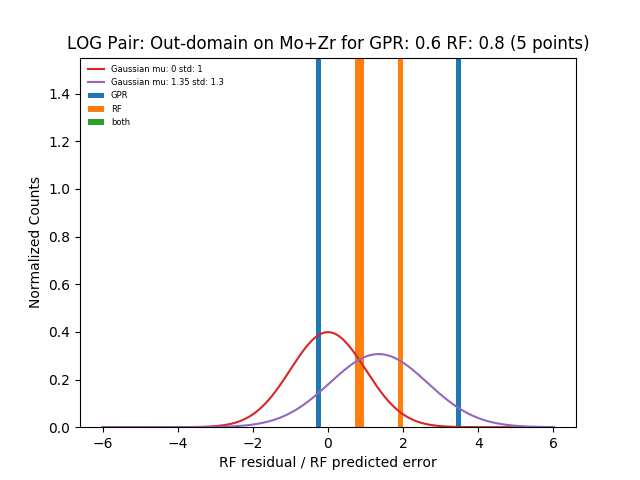 LOG Pair: Out-domain on Mo+Zr for GPR: 0.6 RF: 0.8 (5 points)
Gaussian mu: 0 std: 1
Gaussian mu: 1.35 std: 1.3
GPR
RF
both
1.4
1.2
1.0
0.8
0.6
0.4
0.2
0.0
Normalized Counts
−6 −4 −2 0 2 4 6
RF residual / RF predicted error